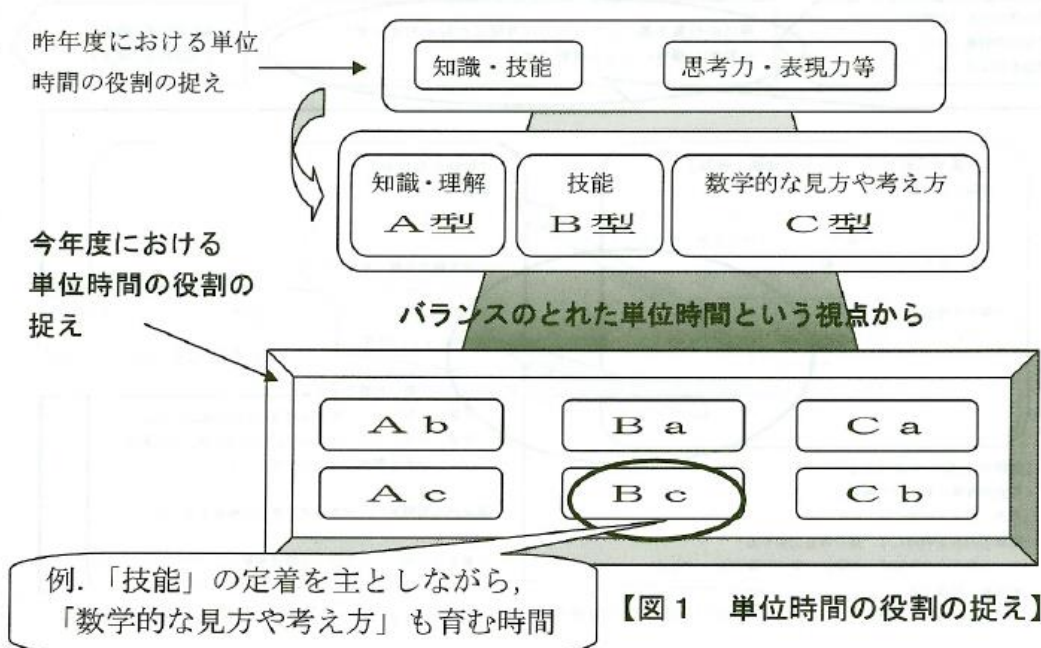 昨年度における単位
時間の役割の捉え
知識・技能
思考力・表現力等
知識・理解
A型
技能
B型
数学的な見方や考え方
C型
今年度における
単位時間の役割の
捉え
バランスのとれた単位時間という視点から
Ab
Ba
Ca
Ac
Bc
Cb
例.「技能」の定着を主としながら,
「数学的な見方や考え方」も育む時間
【図1 単位時間の役割の捉え】